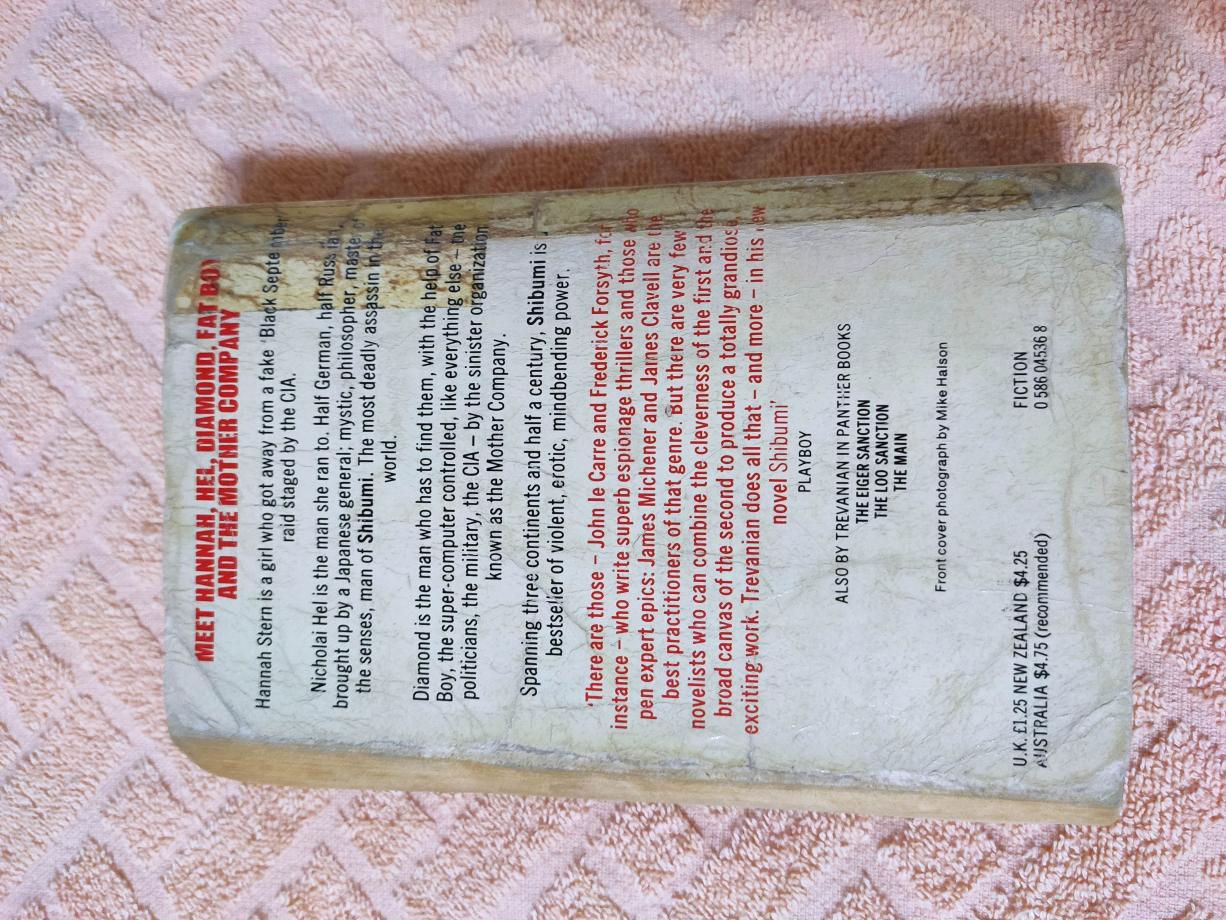 MEET HANNAH, HEL, DIAMOND, FAT BOY
AND THE MOTHER COMPANY
Hannah Stern is a girl who got away from a fake 'Black September'
raid staged by the CIA.
Nicholai Hel is the man she ran to. Half German, half Russian,
brought up by a Japanese general; mystic, philosopher, master of
the senses, man of Shibumi. The most deadly assassin in the
world.
Diamond is the man who has to find them, with the help of Fat
Boy, the super-computer controlled, like everything else – the
politicians, the military, the CIA – by the sinister organization
known as the Mother Company.
Spanning three continents and half a century, Shibumi is
bestseller of violent, erotic, mindbending power.
'There are those – John le Carre and Frederick Forsyth, for
instance – who write superb espionage thrillers and those who
pen expert epics: James Michener and James Clavell are the
best practitioners of that genre. But there are very few
novelists who can combine the cleverness of the first and the
broad canvas of the second to produce a totally grandiose,
exciting work. Trevanian does all that – and more – in his new
novel Shibumi'
PLAYBOY
ALSO BY TREVANIAN IN PANTHER BOOKS
THE EIGER SANCTION
THE LOO SANCTION
THE MAIN
Front cover photograph by Mike Halson
U.K. £1.25 NEW ZEALAND $4.25
AUSTRALIA $4.75 (recommended)
FICTION
0 586 04536 8